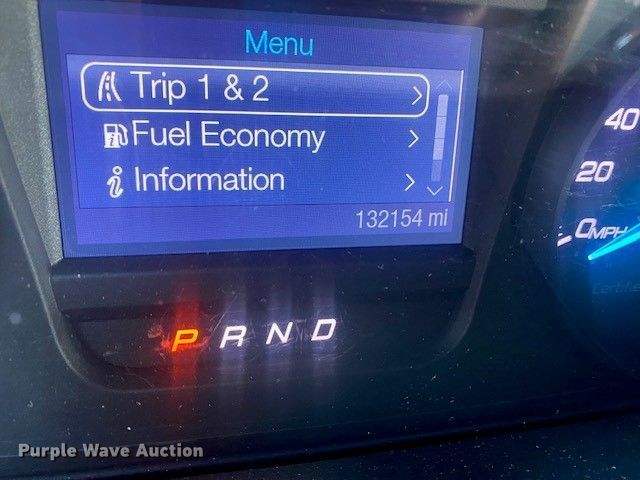 Menu
Trip 1 & 2
Fuel Economy
Information
132154 mi
40
20
0MPH
P R N D
Purple Wave Auction